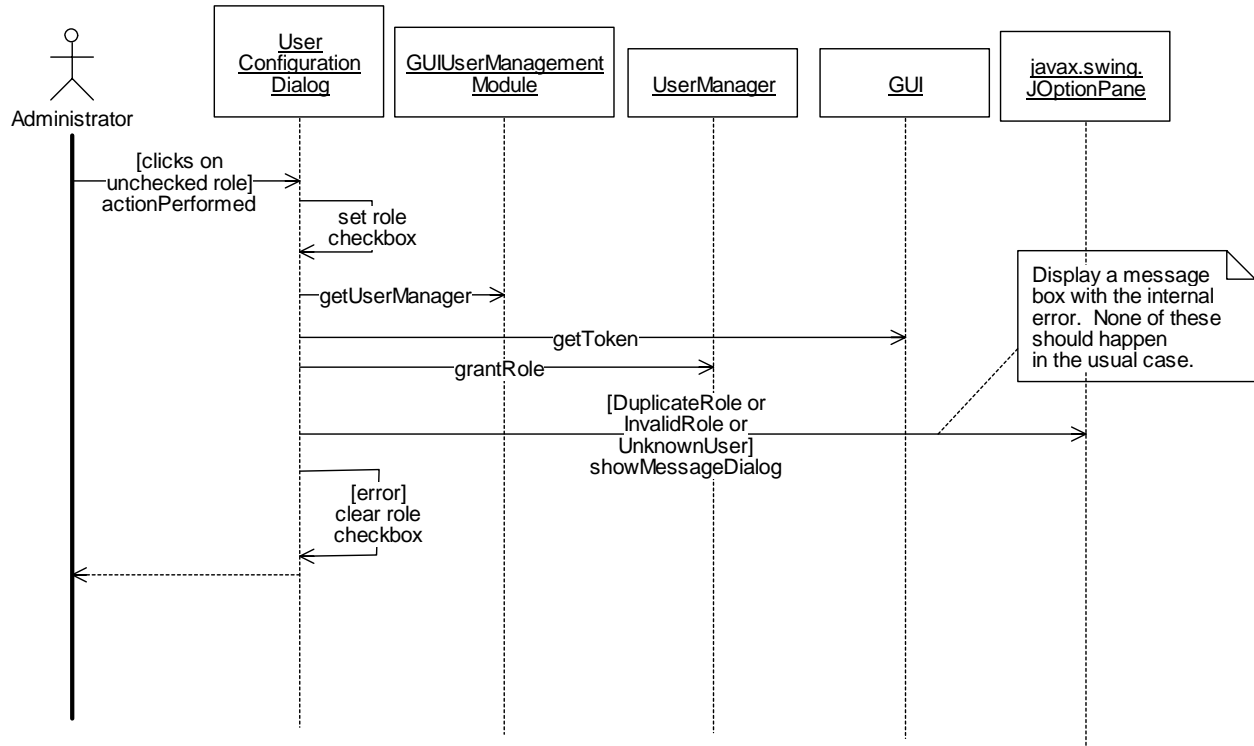 User
Configuration
Dialog
GUIUserManagement
Module
UserManager
GUI
javax.swing.
JOptionPane
Administrator
[clicks on
unchecked role]
actionPerformed
set role
checkbox
getUserManager
Display a message
box with the internal
error. None of these
should happen
in the usual case.
getToken
grantRole
[DuplicateRole or
InvalidRole or
UnknownUser]
showMessageDialog
[error]
clear role
checkbox